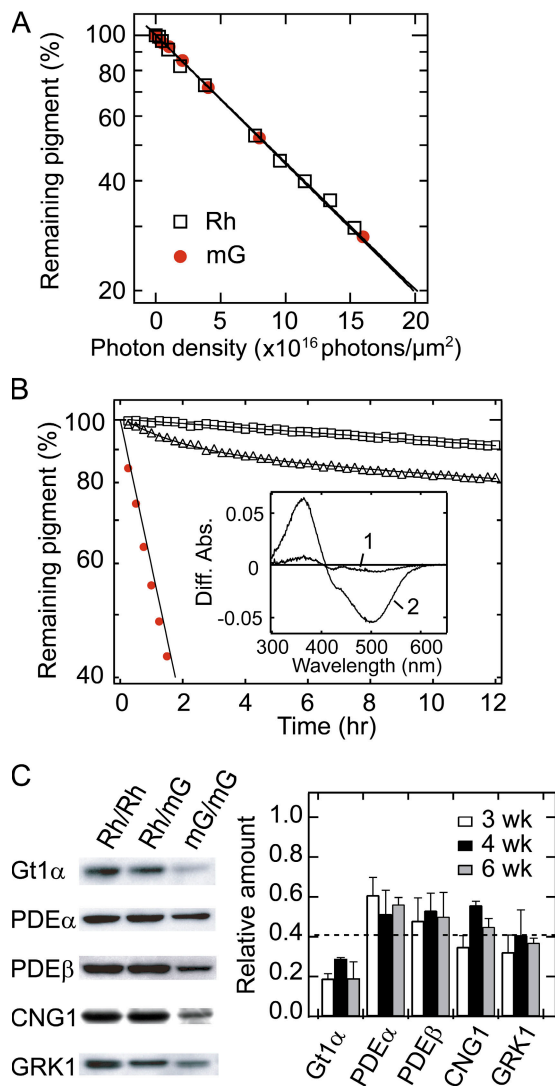 A
Remaining pigment (%)
100
80
60
40
20
Rh
mG
0 5 10 15 20
Photon density (x10¹⁶ photons/µm²)
B
Remaining pigment (%)
100
80
60
40
Diff. Abs.
0.05
0
-0.05
1
2
300 400 500 600
Wavelength (nm)
0 2 4 6 8 10 12
Time (hr)
C
Rh/Rh Rh/mG mG/mG
Gt1α
PDEα
PDEβ
CNG1
GRK1
Relative amount
1.0
0.8
0.6
0.4
0.2
0.0
3 wk
4 wk
6 wk
Gt1α PDEα PDEβ CNG1 GRK1